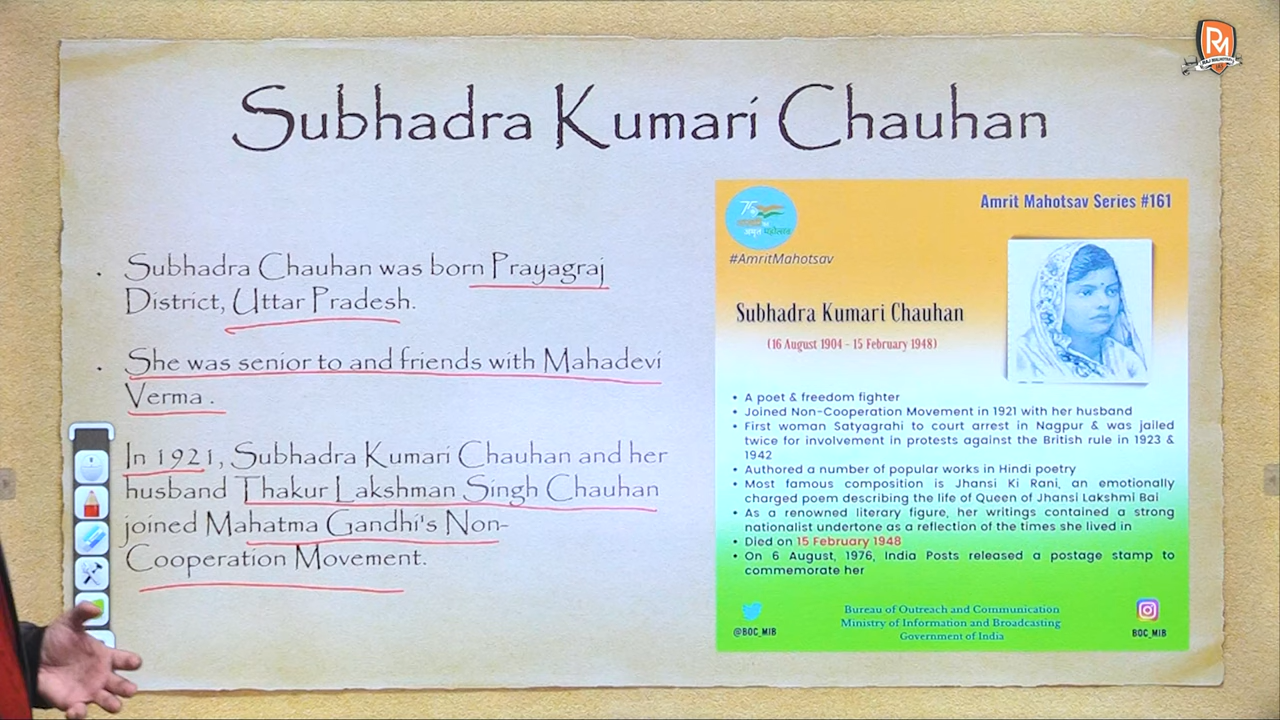 RM
RAJ MALHOTRA'S
Subhadra Kumari Chauhan
. Subhadra Chauhan was born Prayagraj
District, Uttar Pradesh.
. She was senior to and friends with Mahadevi
Verma .
In 1921, Subhadra Kumari Chauhan and her
husband Thakur Lakshman Singh Chauhan
joined Mahatma Gandhi's Non-
Cooperation Movement.
75
अमृत महोत्सव
#AmritMahotsav
Amrit Mahotsav Series #161
Subhadra Kumari Chauhan
(16 August 1904 - 15 February 1948)
• A poet & freedom fighter
• Joined Non-Cooperation Movement in 1921 with her husband
• First woman Satyagrahi to court arrest in Nagpur & was jailed
twice for involvement in protests against the British rule in 1923 &
1942
• Authored a number of popular works in Hindi poetry
• Most famous composition is Jhansi Ki Rani, an emotionally
charged poem describing the life of Queen of Jhansi Lakshmi Bai
• As a renowned literary figure, her writings contained a strong
nationalist undertone as a reflection of the times she lived in
• Died on 15 February 1948
• On 6 August, 1976, India Posts released a postage stamp to
commemorate her
@BOC_MIB
Bureau of Outreach and Communication
Ministry of Information and Broadcasting
Government of India
BOC_MIB